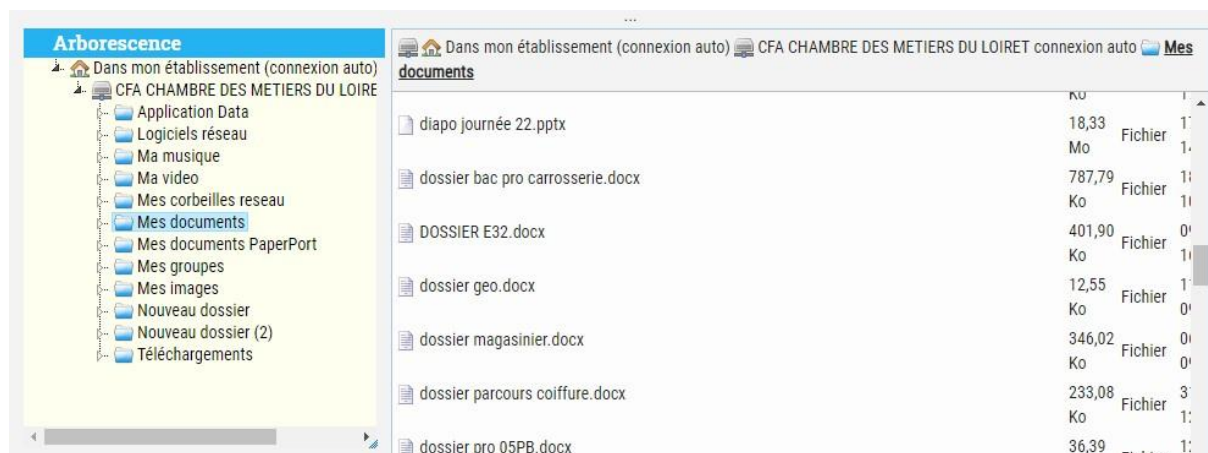 ...
Arborescence
Dans mon établissement (connexion auto)
CFA CHAMBRE DES METIERS DU LOIRE
Application Data
Logiciels réseau
Ma musique
Ma video
Mes corbeilles reseau
Mes documents
Mes documents PaperPort
Mes groupes
Mes images
Nouveau dossier
Nouveau dossier (2)
Téléchargements
Dans mon établissement (connexion auto) CFA CHAMBRE DES METIERS DU LOIRET connexion auto Mes
documents
Ko
diapo journée 22.pptx 18,33 Mo Fichier
dossier bac pro carrosserie.docx 787,79 Ko Fichier
DOSSIER E32.docx 401,90 Ko Fichier
dossier geo.docx 12,55 Ko Fichier
dossier magasinier.docx 346,02 Ko Fichier
dossier parcours coiffure.docx 233,08 Ko Fichier
dossier pro 05PB.docx 36,39